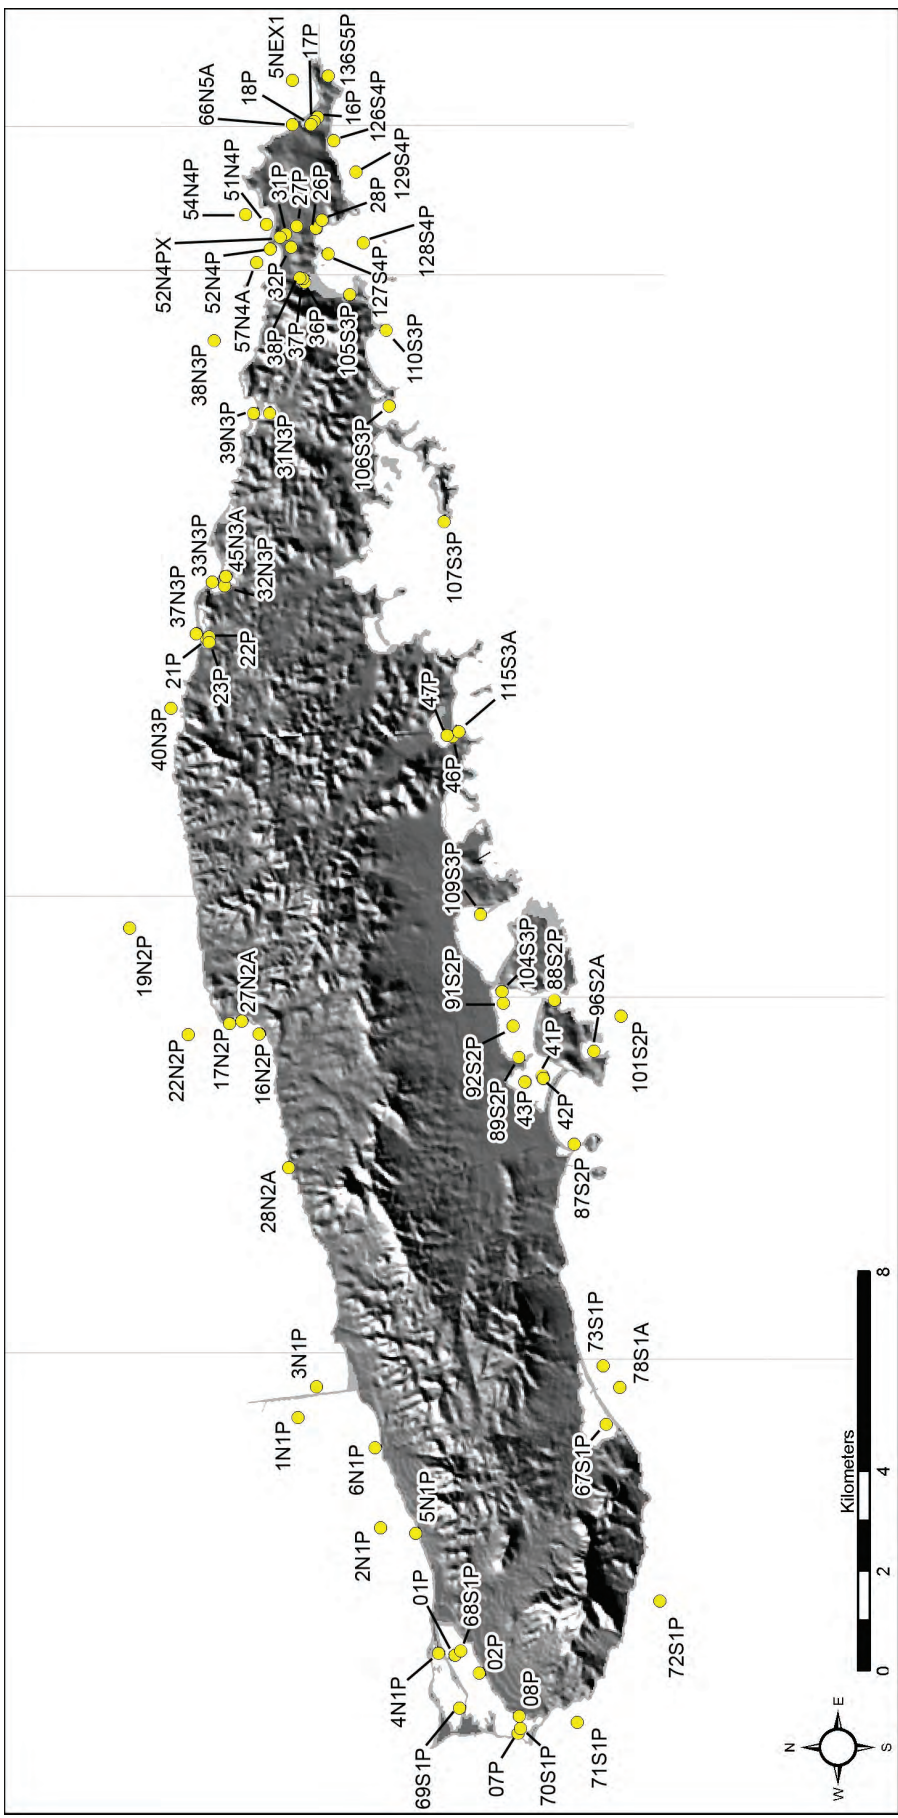 5NEX1
17P
18P
66N5A
136S5P
16P
126S4P
129S4P
54N4P
51N4P
31P
27P
26P
28P
52N4PX
52N4P
57N4A
32P
38P
37P
36P
127S4P
128S4P
105S3P
110S3P
38N3P
39N3P
31N3P
106S3P
107S3P
33N3P
45N3A
32N3P
37N3P
21P
22P
23P
40N3P
47P
46P
115S3A
109S3P
19N2P
27N2A
17N2P
16N2P
22N2P
91S2P
104S3P
88S2P
92S2P
96S2A
89S2P
41P
43P
42P
101S2P
87S2P
28N2A
3N1P
1N1P
73S1P
78S1A
67S1P
6N1P
5N1P
2N1P
01P
68S1P
02P
4N1P
69S1P
08P
07P
70S1P
71S1P
72S1P
Kilometers
0 2 4 8
N
W E
S